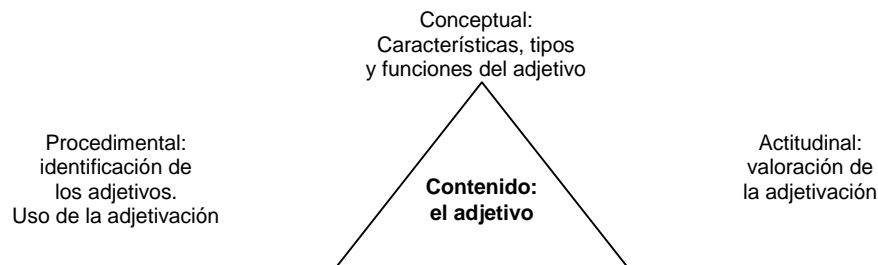 Conceptual:
Características, tipos
y funciones del adjetivo
Procedimental:
identificación de
los adjetivos.
Uso de la adjetivación
Contenido:
el adjetivo
Actitudinal:
valoración de
la adjetivación